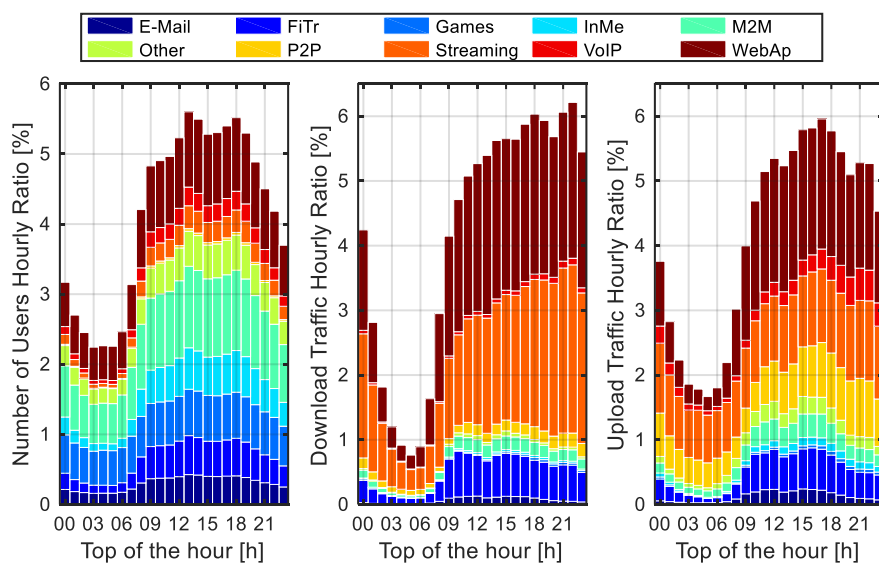 E-Mail FiTr Games InMe M2M
Other P2P Streaming VoIP WebAp
Number of Users Hourly Ratio [%]
6
5
4
3
2
1
0
00 03 06 09 12 15 18 21
Top of the hour [h]
Download Traffic Hourly Ratio [%]
6
5
4
3
2
1
0
00 03 06 09 12 15 18 21
Top of the hour [h]
Upload Traffic Hourly Ratio [%]
6
5
4
3
2
1
0
00 03 06 09 12 15 18 21
Top of the hour [h]